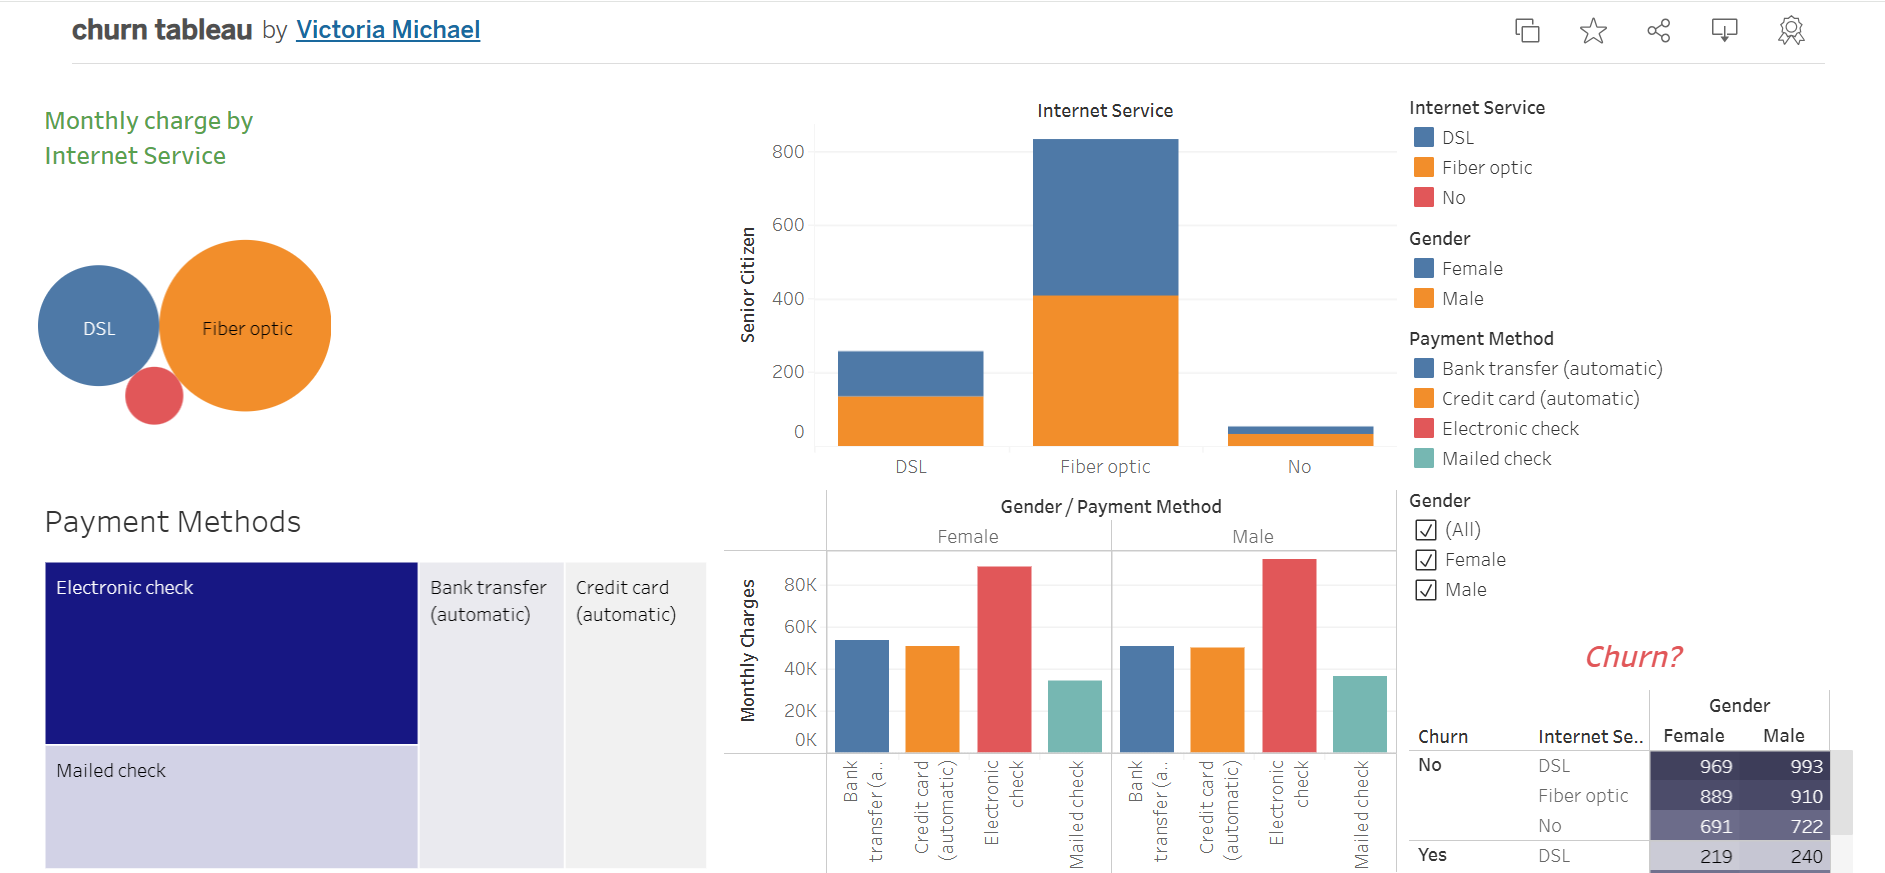 churn tableau by Victoria Michael
Monthly charge by
Internet Service
DSL
Fiber optic
Internet Service
Senior Citizen
800
600
400
200
0
DSL
Fiber optic
No
Internet Service
DSL
Fiber optic
No
Gender
Female
Male
Payment Method
Bank transfer (automatic)
Credit card (automatic)
Electronic check
Mailed check
Gender
(All)
Female
Male
Payment Methods
Electronic check
Bank transfer
(automatic)
Credit card
(automatic)
Mailed check
Gender / Payment Method
Female
Male
Monthly Charges
80K
60K
40K
20K
0K
Bank
transfer (a..
Credit card
(automatic)
Electronic
check
Mailed check
Bank
transfer (a..
Credit card
(automatic)
Electronic
check
Mailed check
Churn?
Gender
Churn Internet Se.. Female Male
No DSL 969 993
Fiber optic 889 910
No 691 722
Yes DSL 219 240